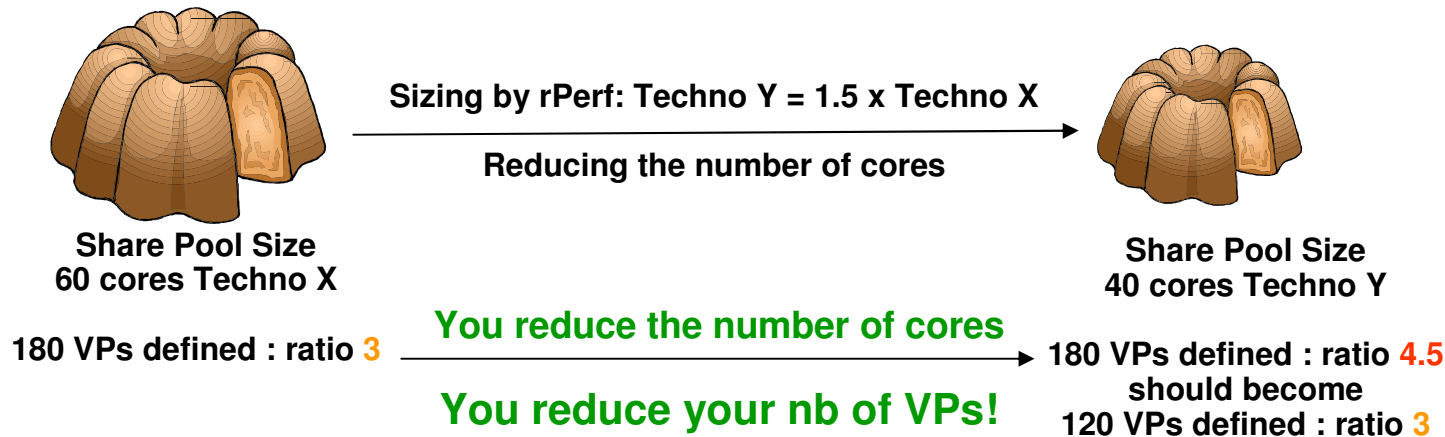 Sizing by rPerf: Techno Y = 1.5 x Techno X
Reducing the number of cores
Share Pool Size
60 cores Techno X
Share Pool Size
40 cores Techno Y
180 VPs defined : ratio 3
You reduce the number of cores
You reduce your nb of VPs!
180 VPs defined : ratio 4.5
should become
120 VPs defined : ratio 3